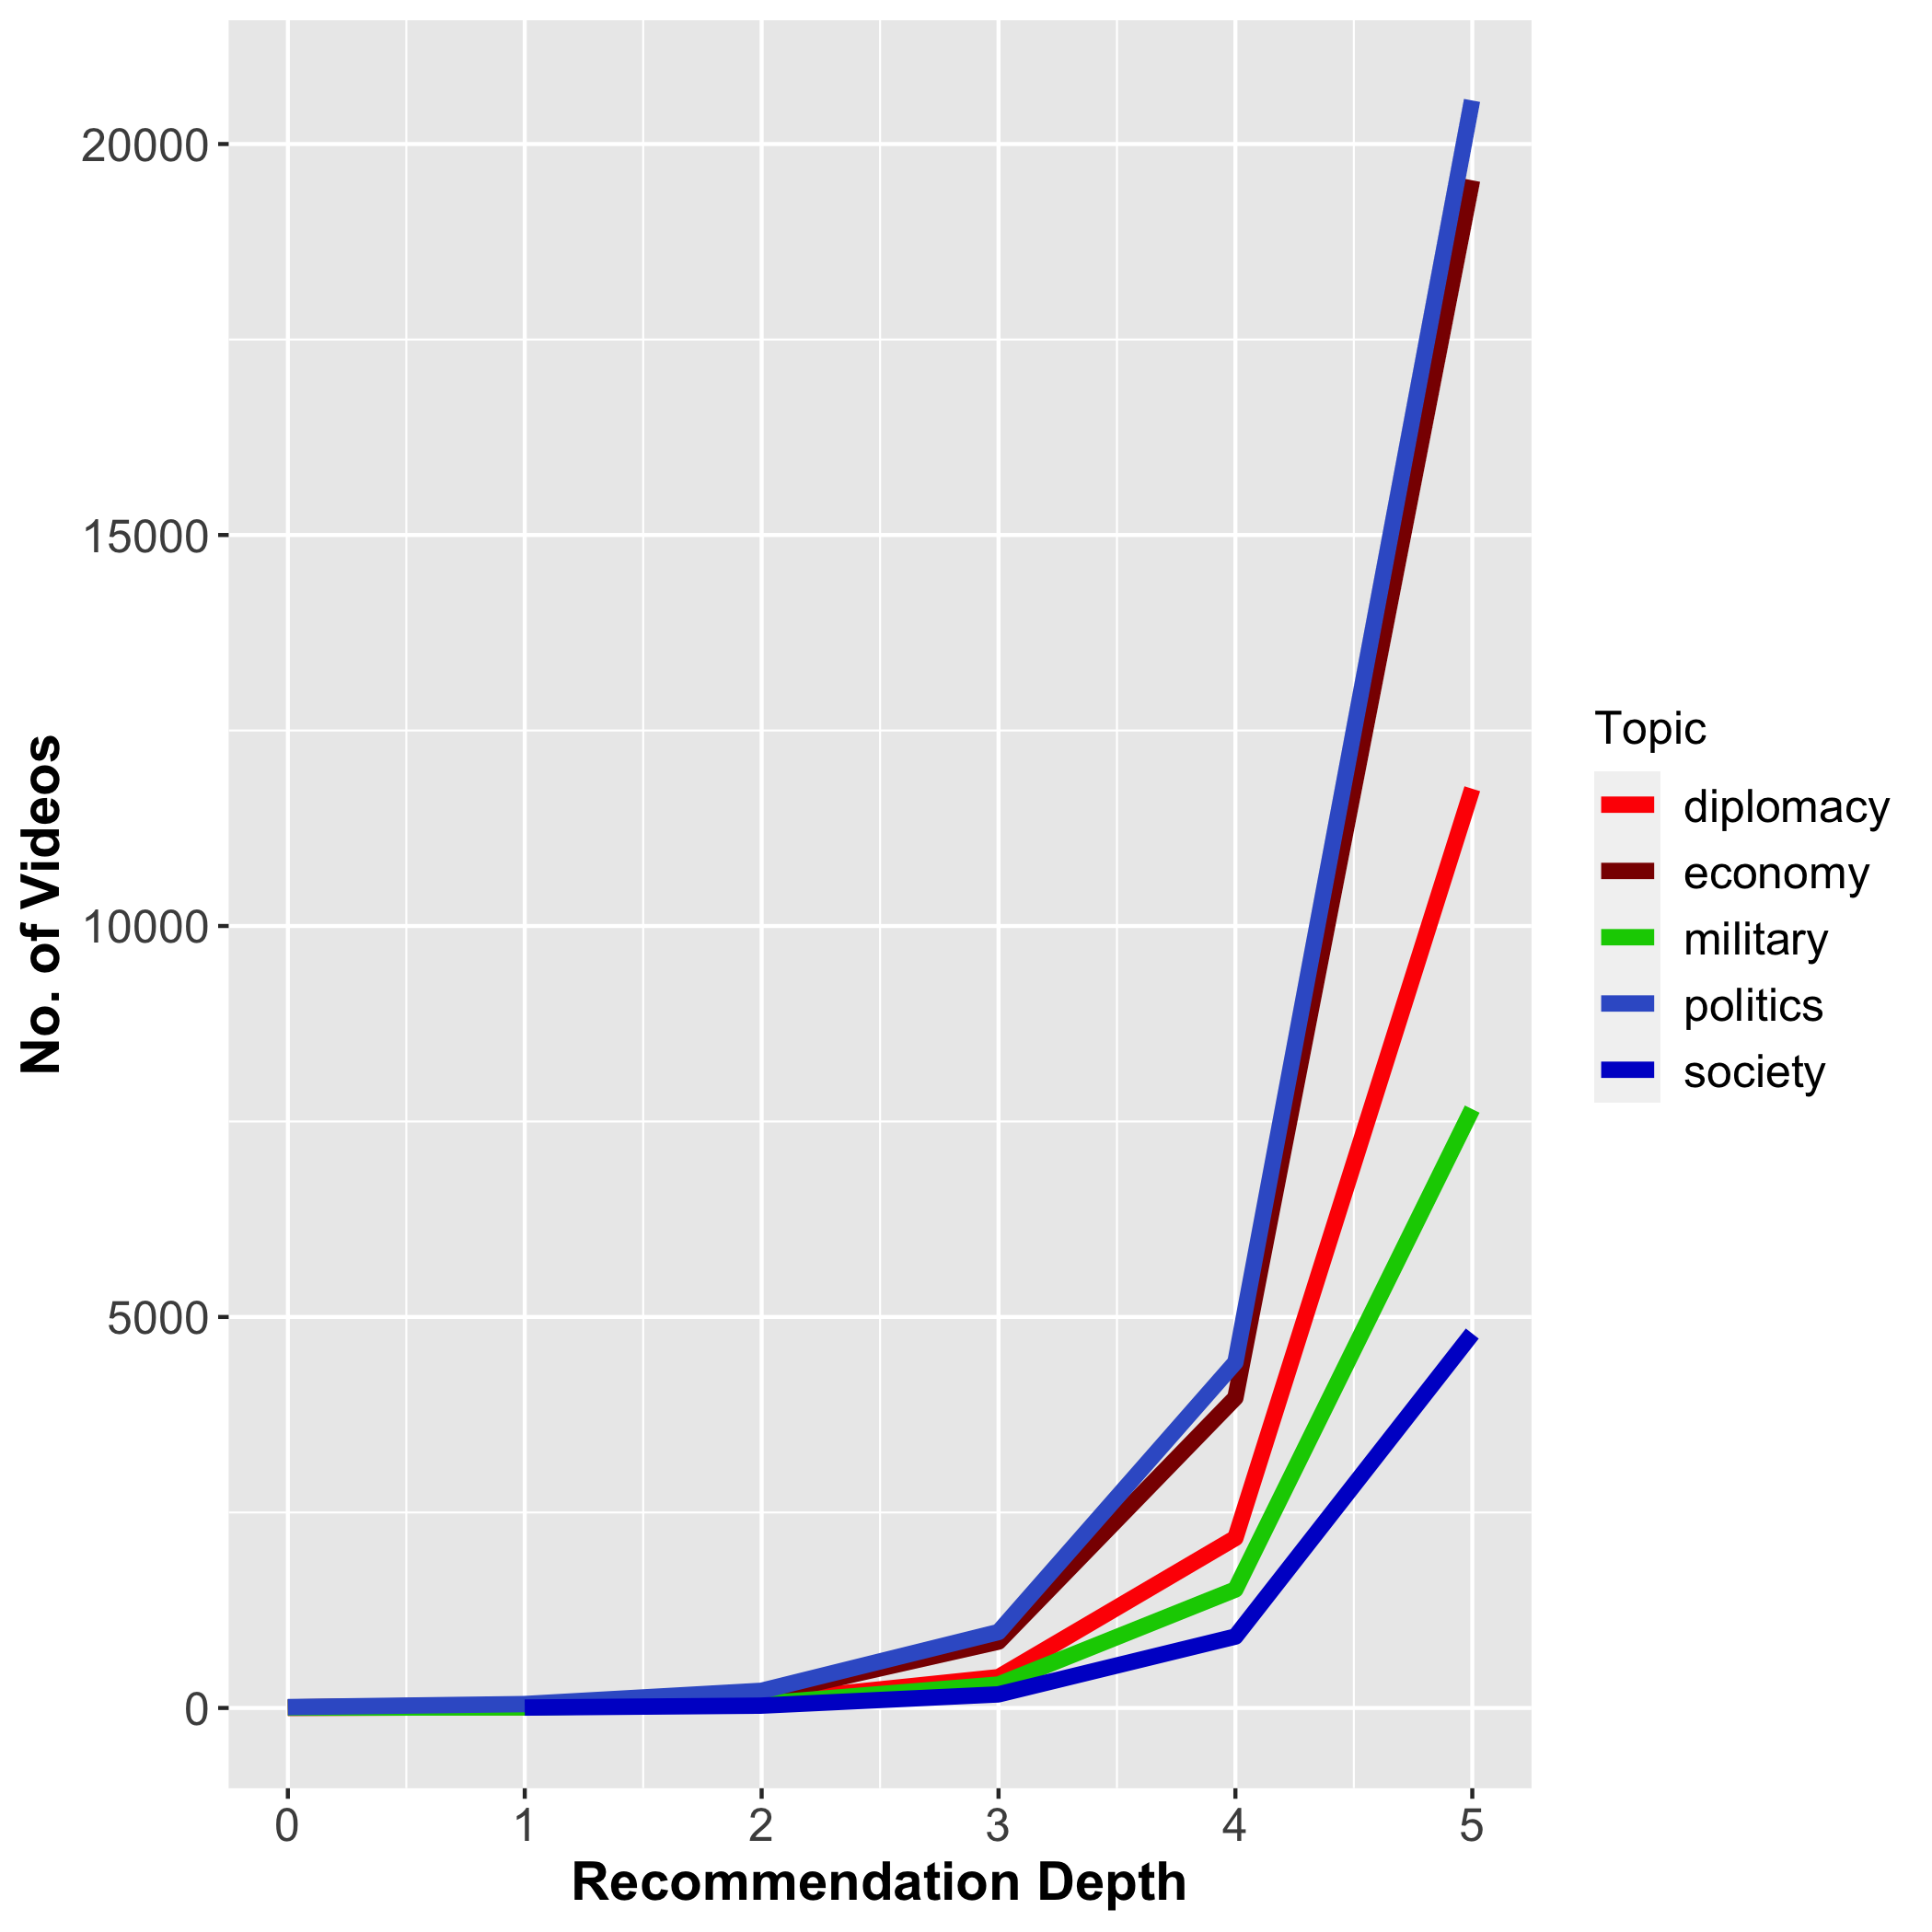 No. of Videos
20000
15000
10000
5000
0
0 1 2 3 4 5
Recommendation Depth
Topic
diplomacy
economy
military
politics
society